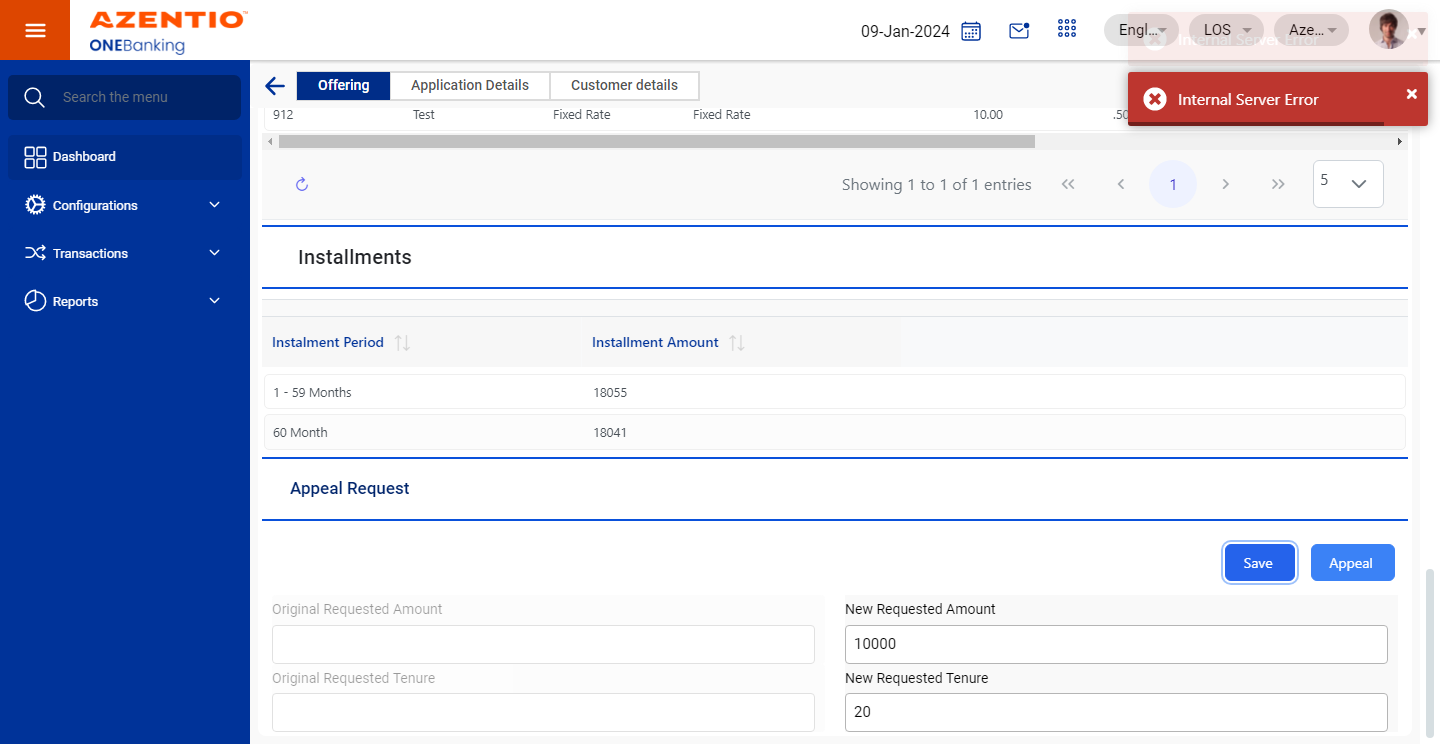 AZENTIO™
ONEBanking
09-Jan-2024
Engl...
LOS
Aze...
Internal Server Error
Internal Server Error
Search the menu
Dashboard
Configurations
Transactions
Reports
Offering
Application Details
Customer details
912 Test Fixed Rate Fixed Rate 10.00 .50
Showing 1 to 1 of 1 entries
1
5
Installments
Instalment Period Installment Amount
1 - 59 Months 18055
60 Month 18041
Appeal Request
Save
Appeal
Original Requested Amount
New Requested Amount
10000
Original Requested Tenure
New Requested Tenure
20